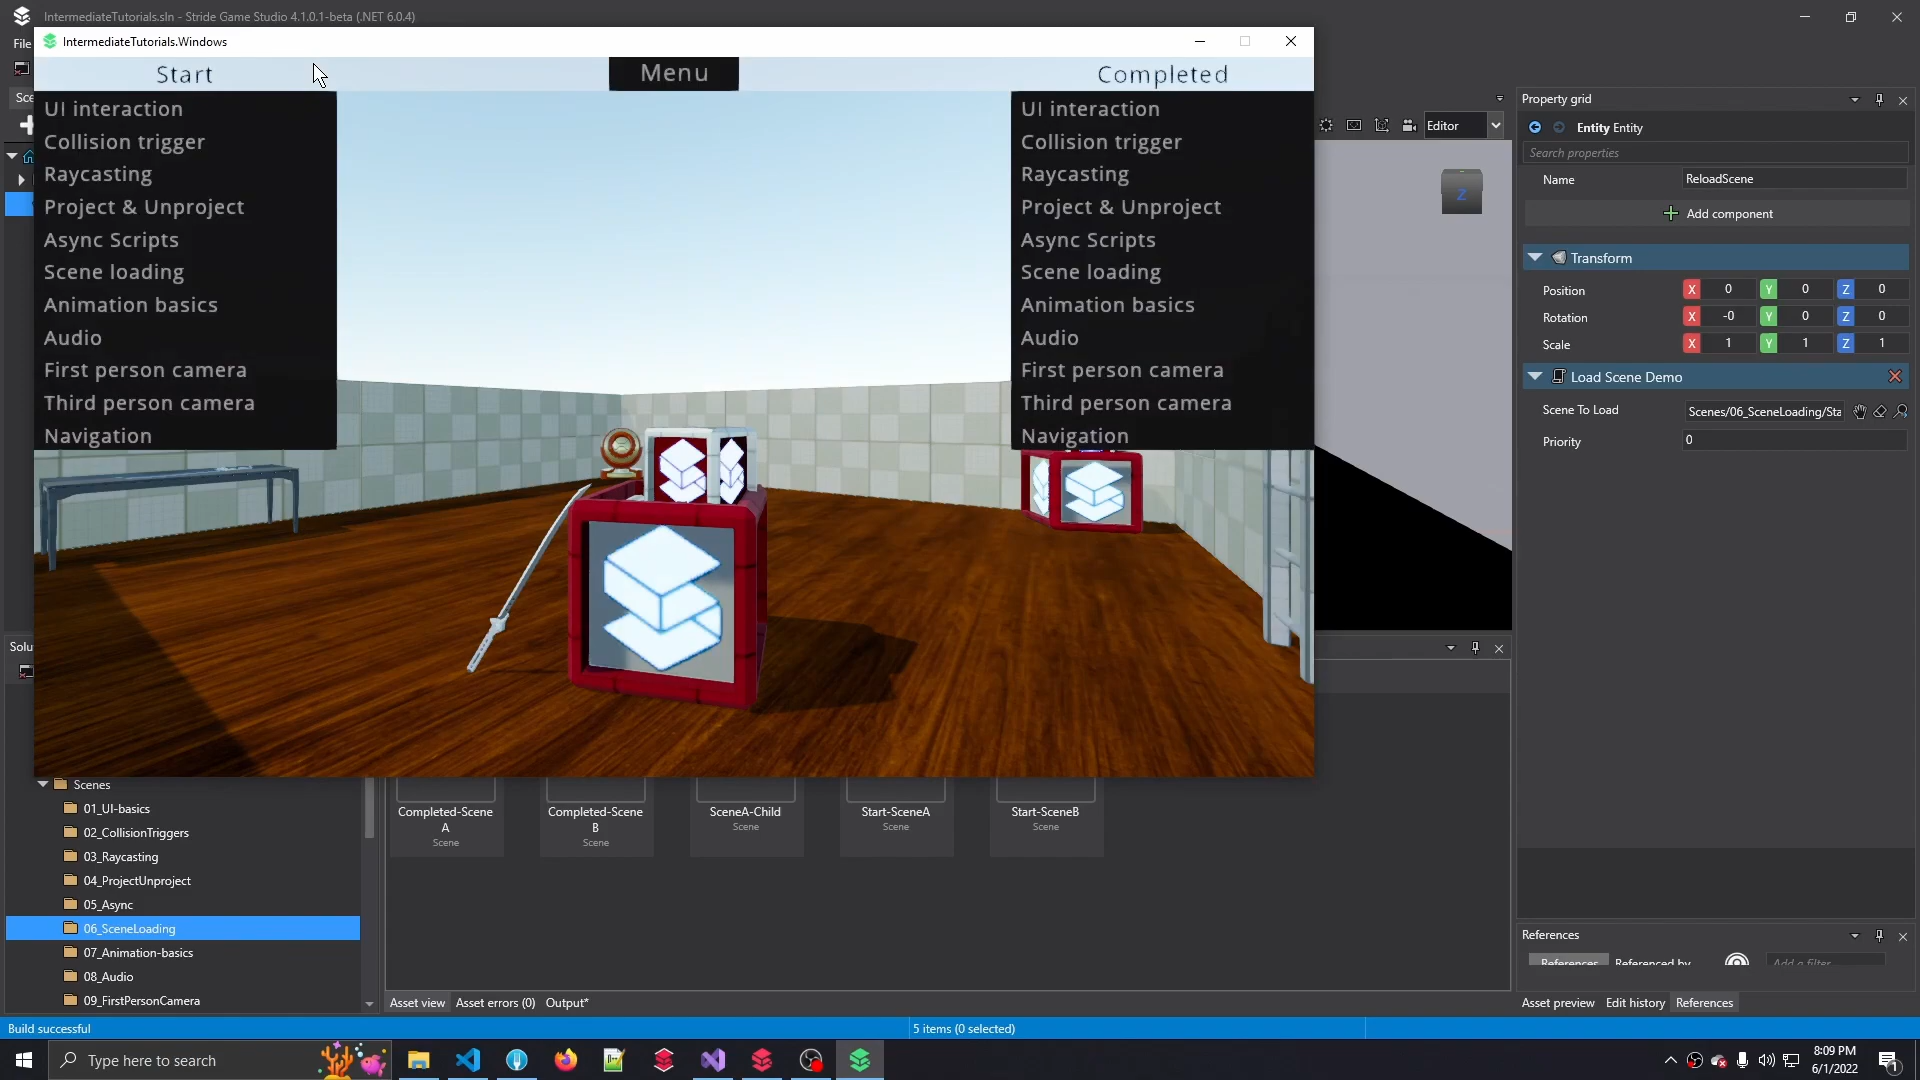 IntermediateTutorials.sln - Stride Game Studio 4.1.0.1-beta (.NET 6.0.4)
File
IntermediateTutorials.Windows
Start
Menu
Completed
UI interaction
Collision trigger
Raycasting
Project & Unproject
Async Scripts
Scene loading
Animation basics
Audio
First person camera
Third person camera
Navigation
UI interaction
Collision trigger
Raycasting
Project & Unproject
Async Scripts
Scene loading
Animation basics
Audio
First person camera
Third person camera
Navigation
Editor
Z
Property grid
Entity Entity
Search properties
Name
ReloadScene
Add component
Transform
Position X 0 Y 0 Z 0
Rotation X -0 Y 0 Z 0
Scale X 1 Y 1 Z 1
Load Scene Demo
Scene To Load
Scenes/06_SceneLoading/Sta
Priority
0
Scenes
01_UI-basics
02_CollisionTriggers
03_Raycasting
04_ProjectUnproject
05_Async
06_SceneLoading
07_Animation-basics
08_Audio
09_FirstPersonCamera
Completed-Scene
A
Scene
Completed-Scene
B
Scene
SceneA-Child
Scene
Start-SceneA
Scene
Start-SceneB
Scene
Asset view
Asset errors (0)
Output*
References
References
Referenced by
Add a filter
Asset preview
Edit history
References
Build successful
5 items (0 selected)
Type here to search
8:09 PM
6/1/2022
1